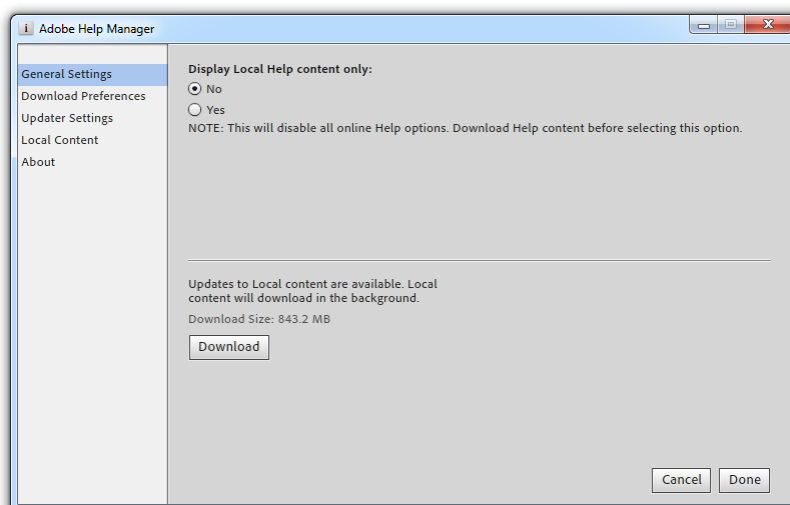 Adobe Help Manager
General Settings
Download Preferences
Updater Settings
Local Content
About
Display Local Help content only:
No
Yes
NOTE: This will disable all online Help options. Download Help content before selecting this option.
Updates to Local content are available. Local
content will download in the background.
Download Size: 843.2 MB
Download
Cancel Done